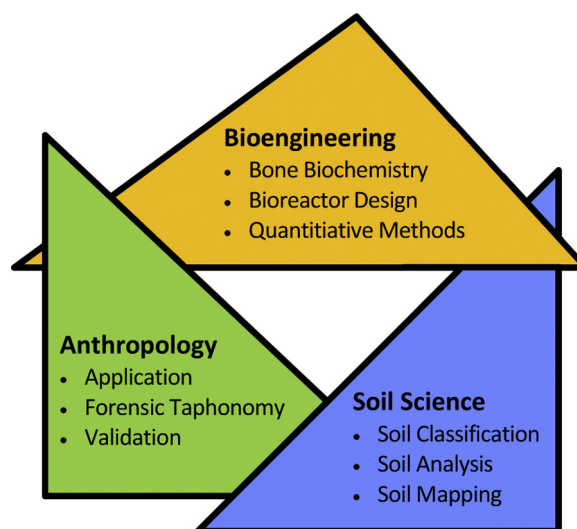 Bioengineering
• Bone Biochemistry
• Bioreactor Design
• Quantitiative Methods
Anthropology
• Application
• Forensic Taphonomy
• Validation
Soil Science
• Soil Classification
• Soil Analysis
• Soil Mapping